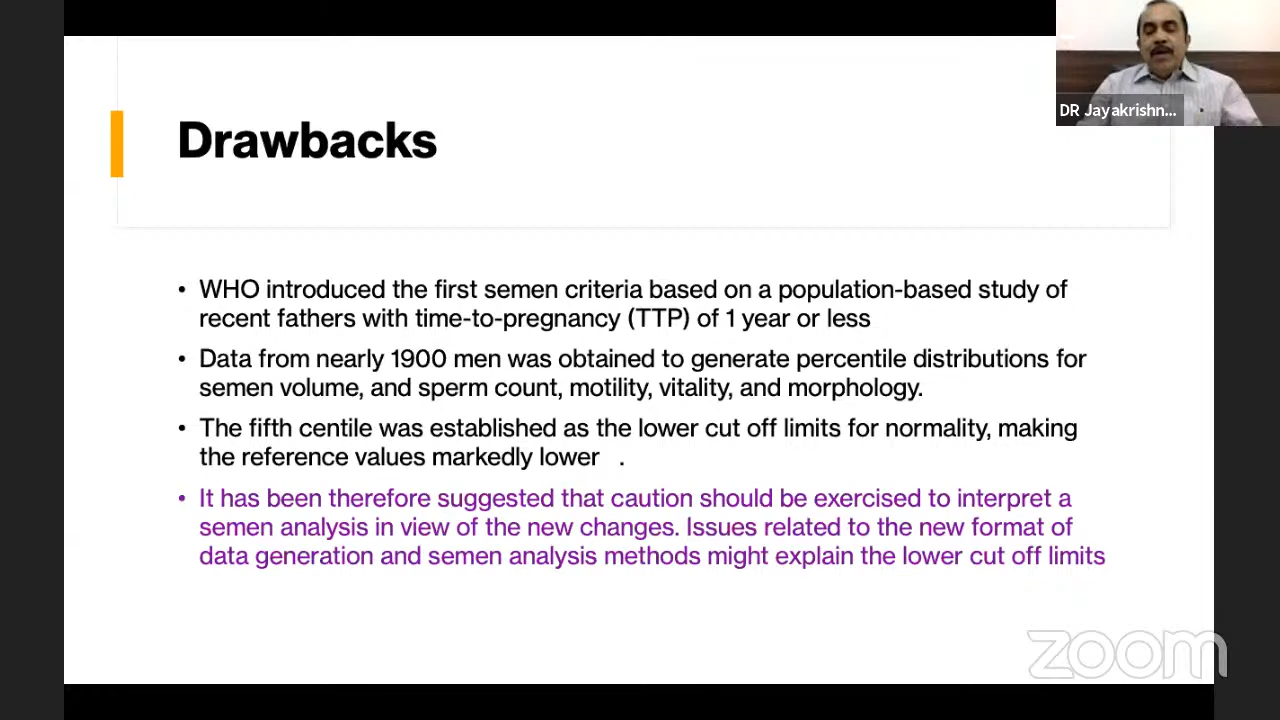 DR Jayakrishn...
Drawbacks
• WHO introduced the first semen criteria based on a population-based study of
recent fathers with time-to-pregnancy (TTP) of 1 year or less
• Data from nearly 1900 men was obtained to generate percentile distributions for
semen volume, and sperm count, motility, vitality, and morphology.
• The fifth centile was established as the lower cut off limits for normality, making
the reference values markedly lower .
• It has been therefore suggested that caution should be exercised to interpret a
semen analysis in view of the new changes. Issues related to the new format of
data generation and semen analysis methods might explain the lower cut off limits
zoom